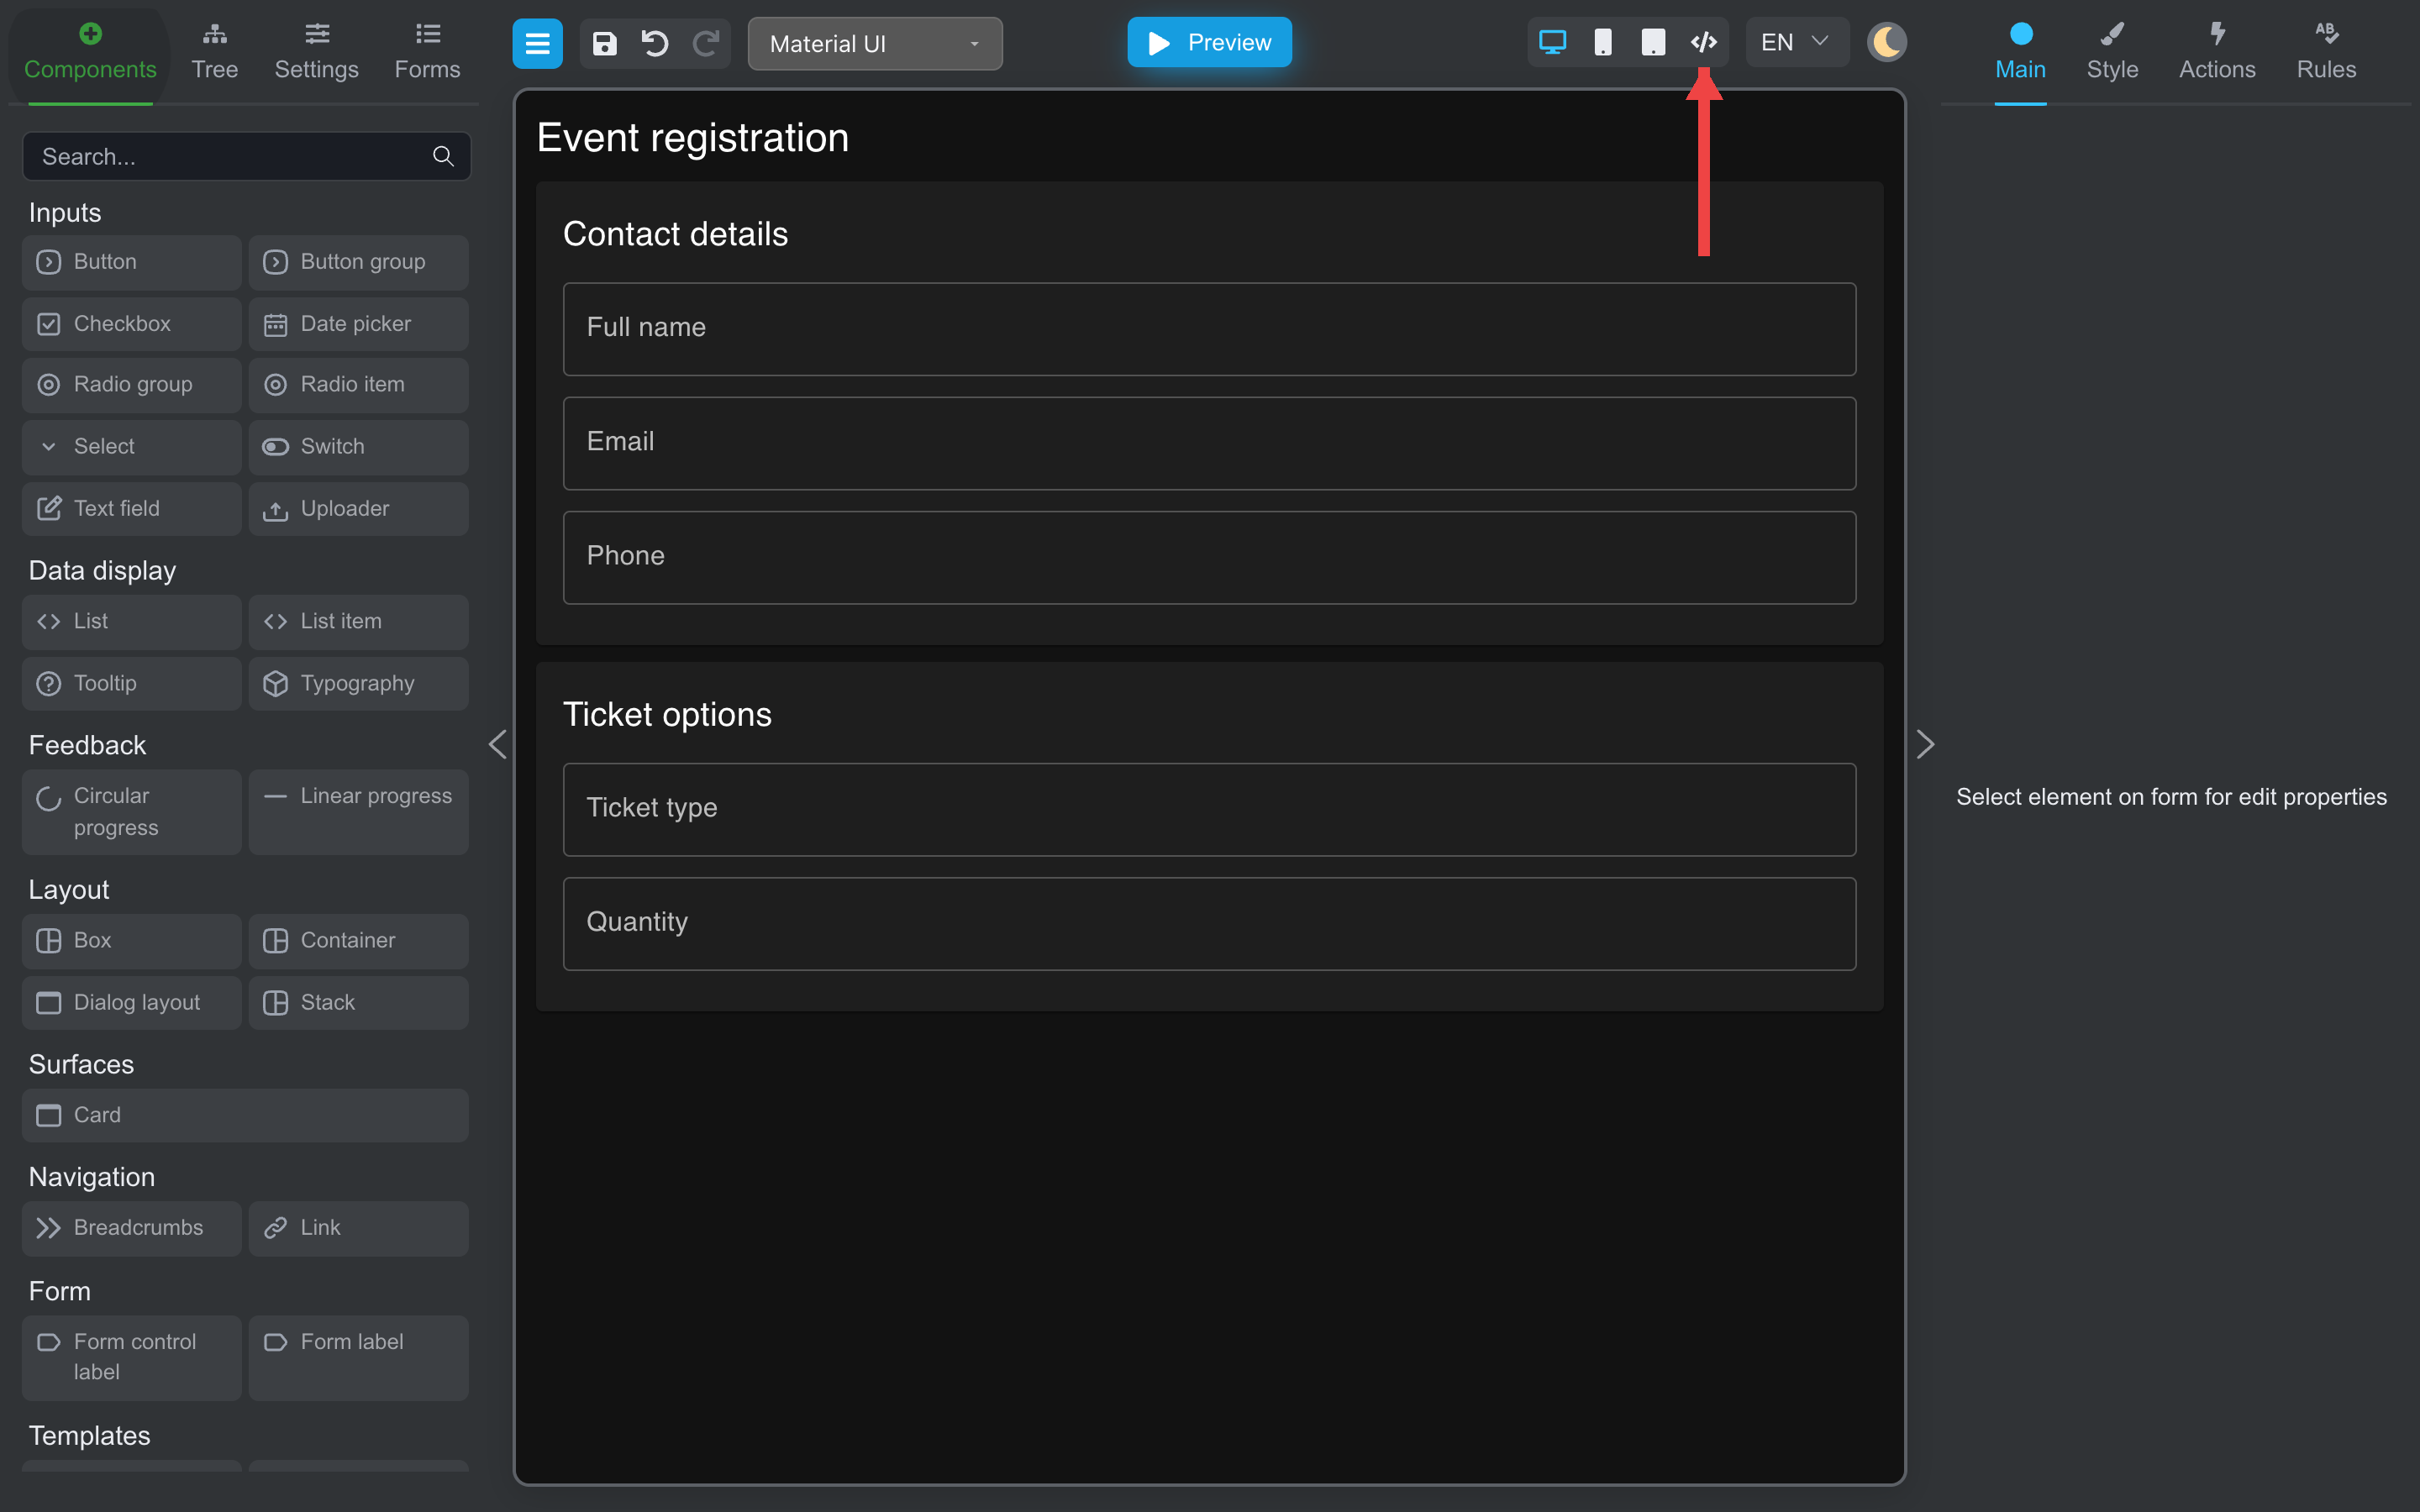 Components
Tree
Settings
Forms
Material UI
Preview
EN
Main
Style
Actions
Rules
Search...
Inputs
Button
Button group
Checkbox
Date picker
Radio group
Radio item
Select
Switch
Text field
Uploader
Data display
List
List item
Tooltip
Typography
Feedback
Circular
progress
Linear progress
Layout
Box
Container
Dialog layout
Stack
Surfaces
Card
Navigation
Breadcrumbs
Link
Form
Form control
label
Form label
Templates
Event registration
Contact details
Full name
Email
Phone
Ticket options
Ticket type
Quantity
Select element on form for edit properties